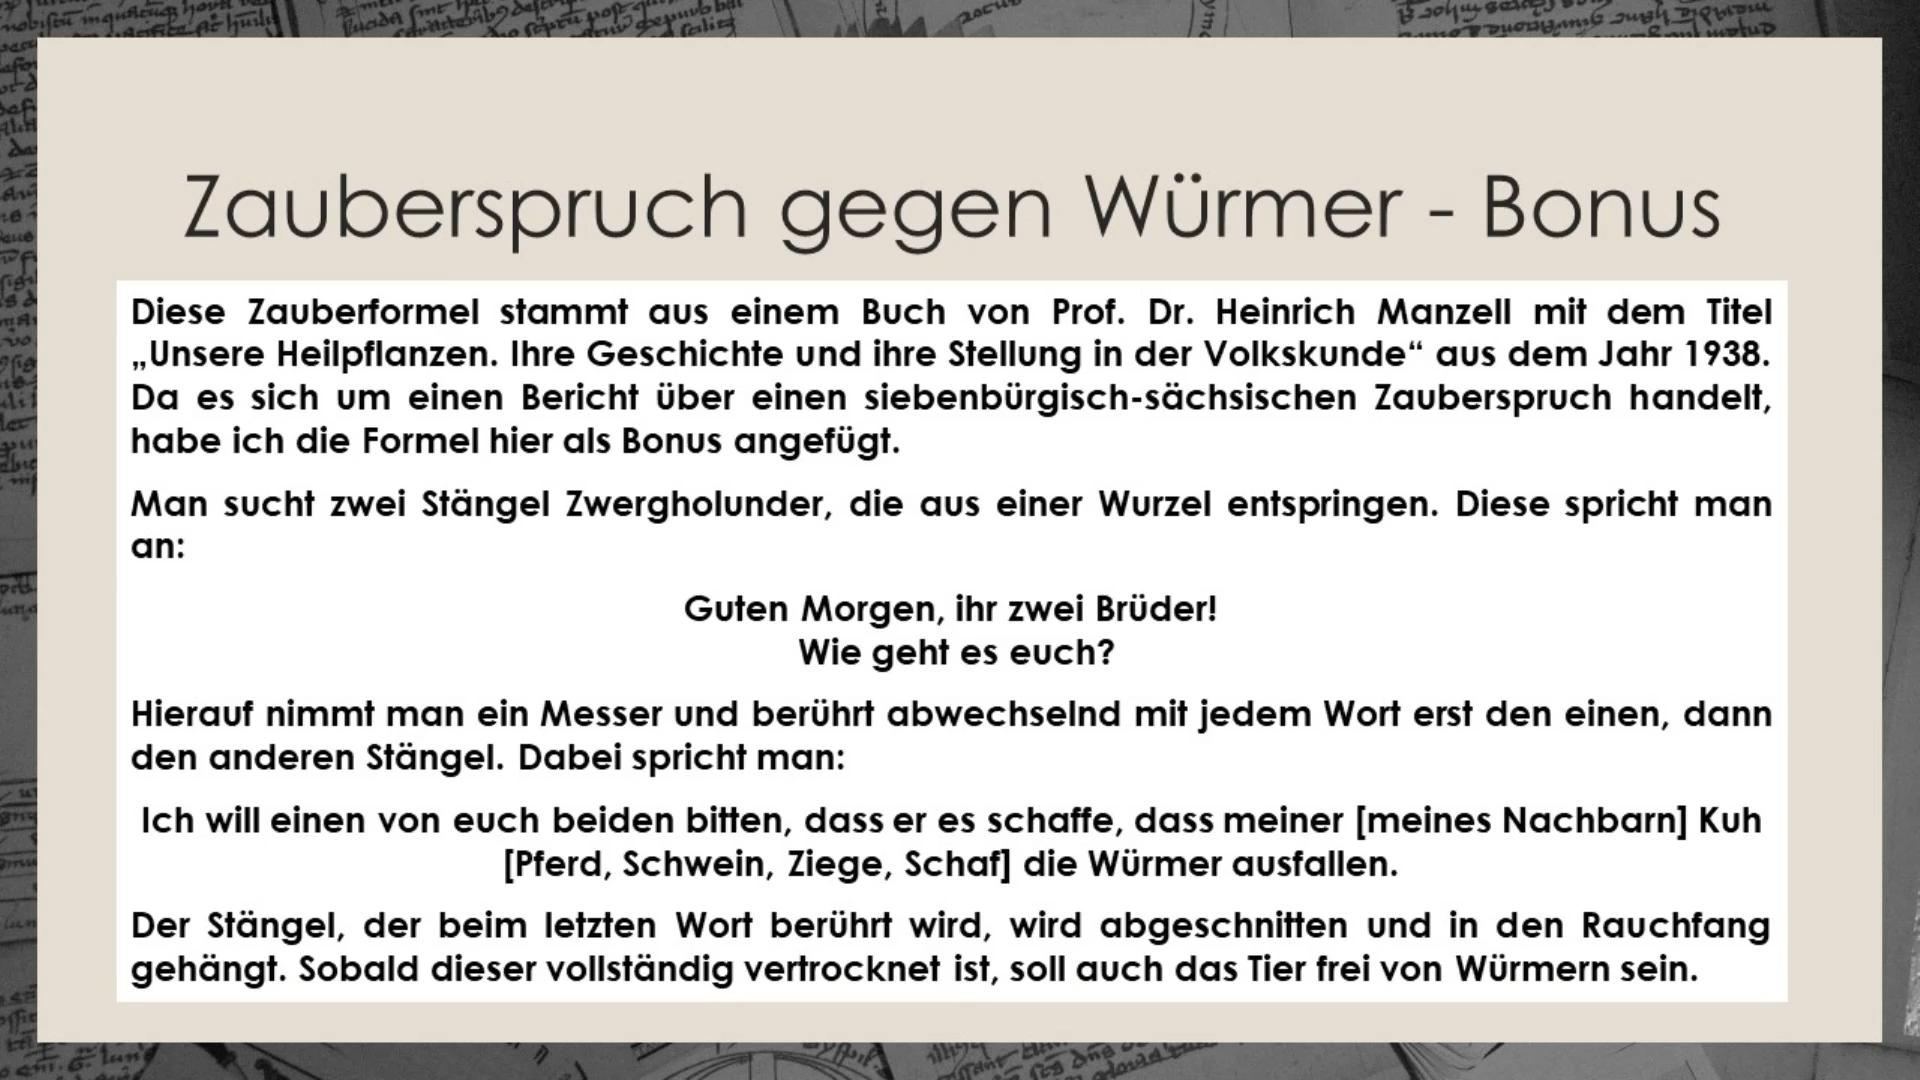 Zauberspruch gegen Würmer - Bonus
Diese Zauberformel stammt aus einem Buch von Prof. Dr. Heinrich Manzell mit dem Titel
„Unsere Heilpflanzen. Ihre Geschichte und ihre Stellung in der Volkskunde“ aus dem Jahr 1938.
Da es sich um einen Bericht über einen siebenbürgisch-sächsischen Zauberspruch handelt,
habe ich die Formel hier als Bonus angefügt.
Man sucht zwei Stängel Zwergholunder, die aus einer Wurzel entspringen. Diese spricht man
an:
Guten Morgen, ihr zwei Brüder!
Wie geht es euch?
Hierauf nimmt man ein Messer und berührt abwechselnd mit jedem Wort erst den einen, dann
den anderen Stängel. Dabei spricht man:
Ich will einen von euch beiden bitten, dass er es schaffe, dass meiner [meines Nachbarn] Kuh
[Pferd, Schwein, Ziege, Schaf] die Würmer ausfallen.
Der Stängel, der beim letzten Wort berührt wird, wird abgeschnitten und in den Rauchfang
gehängt. Sobald dieser vollständig vertrocknet ist, soll auch das Tier frei von Würmern sein.